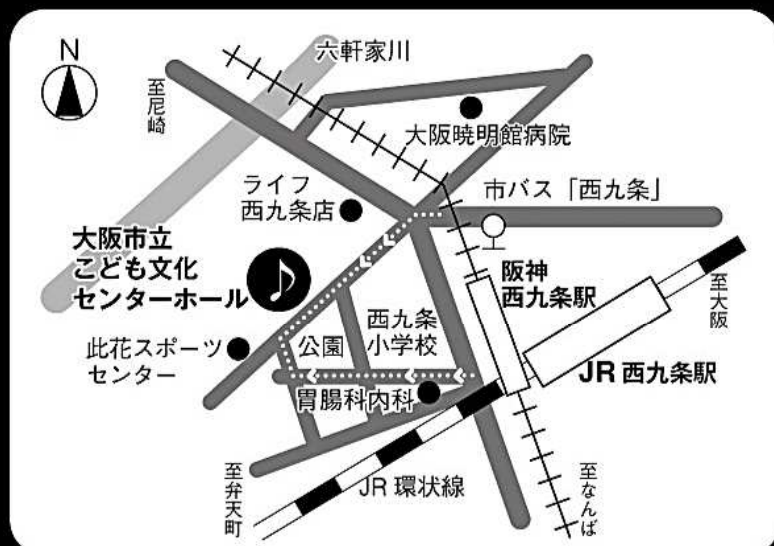 N
六軒家川
至尼崎
大阪暁明館病院
ライフ
西九条店
市バス「西九条」
大阪市立
こども文化
センターホール
阪神
西九条駅
至大阪
此花スポーツ
センター
公園
西九条
小学校
JR西九条駅
胃腸科内科
至弁天町
JR環状線
至なんば